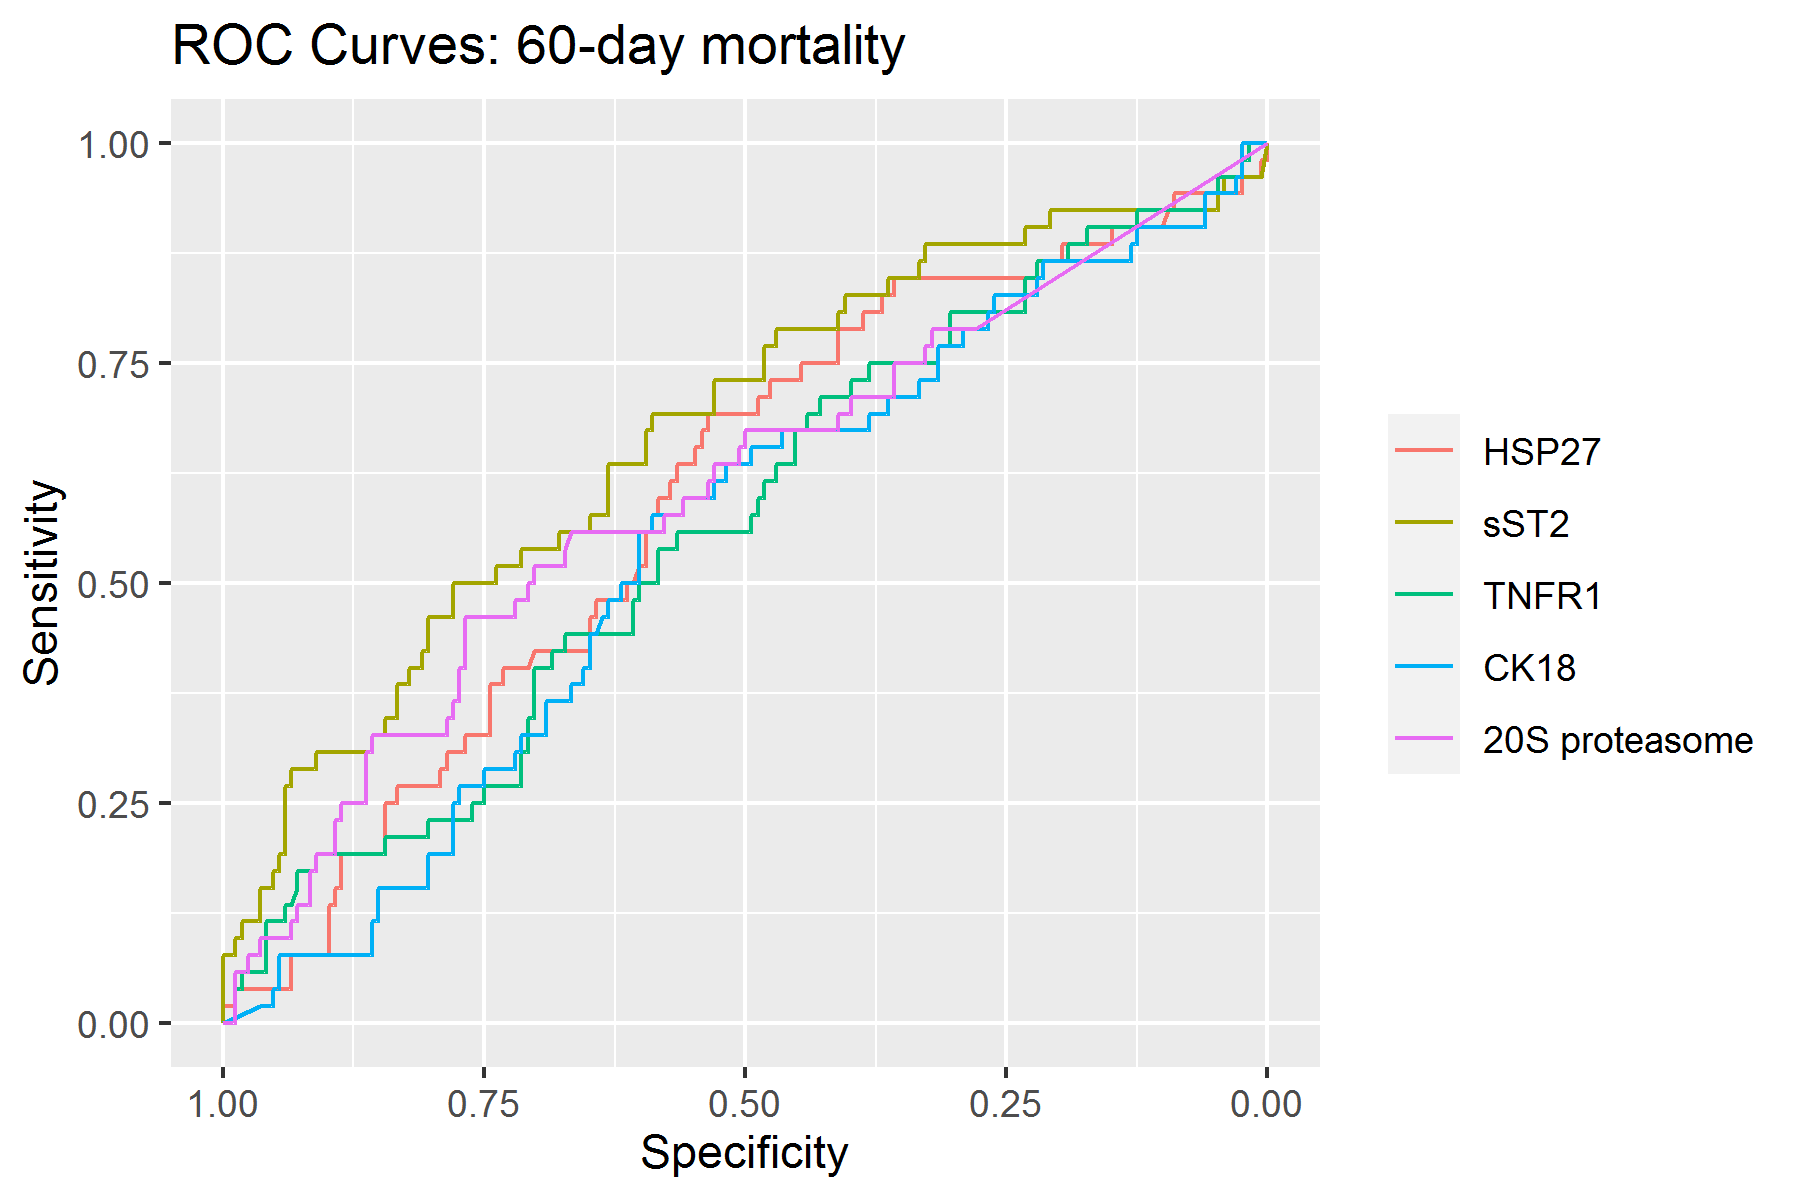 ROC Curves: 60-day mortality
Sensitivity
1.00
0.75
0.50
0.25
0.00
1.00 0.75 0.50 0.25 0.00
Specificity
HSP27
sST2
TNFR1
CK18
20S proteasome